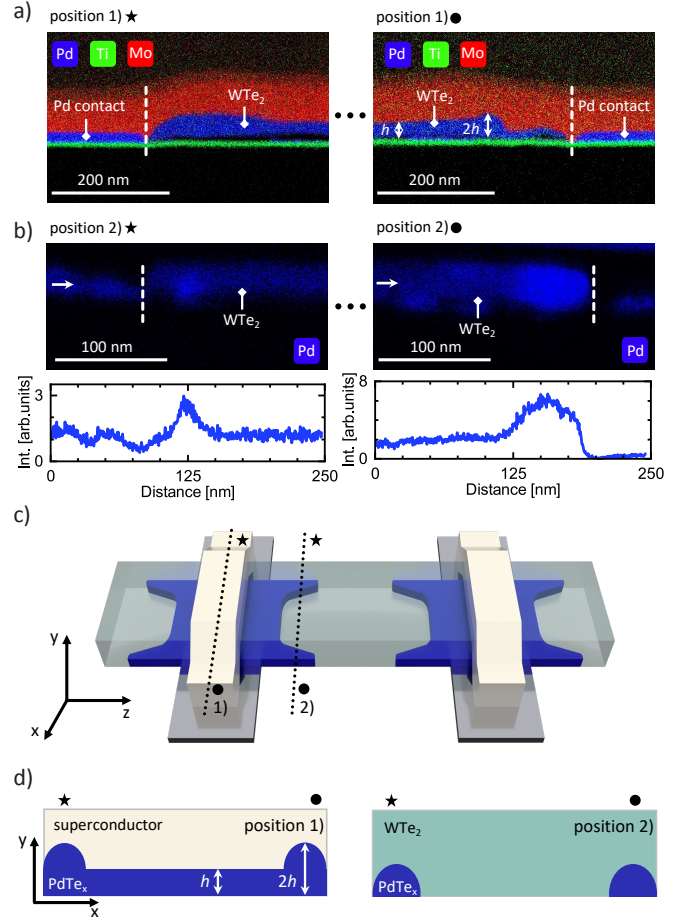 a)
position 1)★
position 1)●
Pd Ti Mo
Pd Ti Mo
WTe2
Pd contact
WTe2
Pd contact
h
2h
200 nm
200 nm
b)
position 2)★
position 2)●
WTe2
WTe2
100 nm
Pd
100 nm
Pd
Int. [arb.units]
3
0
0
125
250
Distance [nm]
Int. [arb.units]
8
0
0
125
250
Distance [nm]
c)
y
z
x
1)
2)
d)
superconductor
position 1)
PdTex
h
2h
y
x
WTe2
position 2)
PdTex